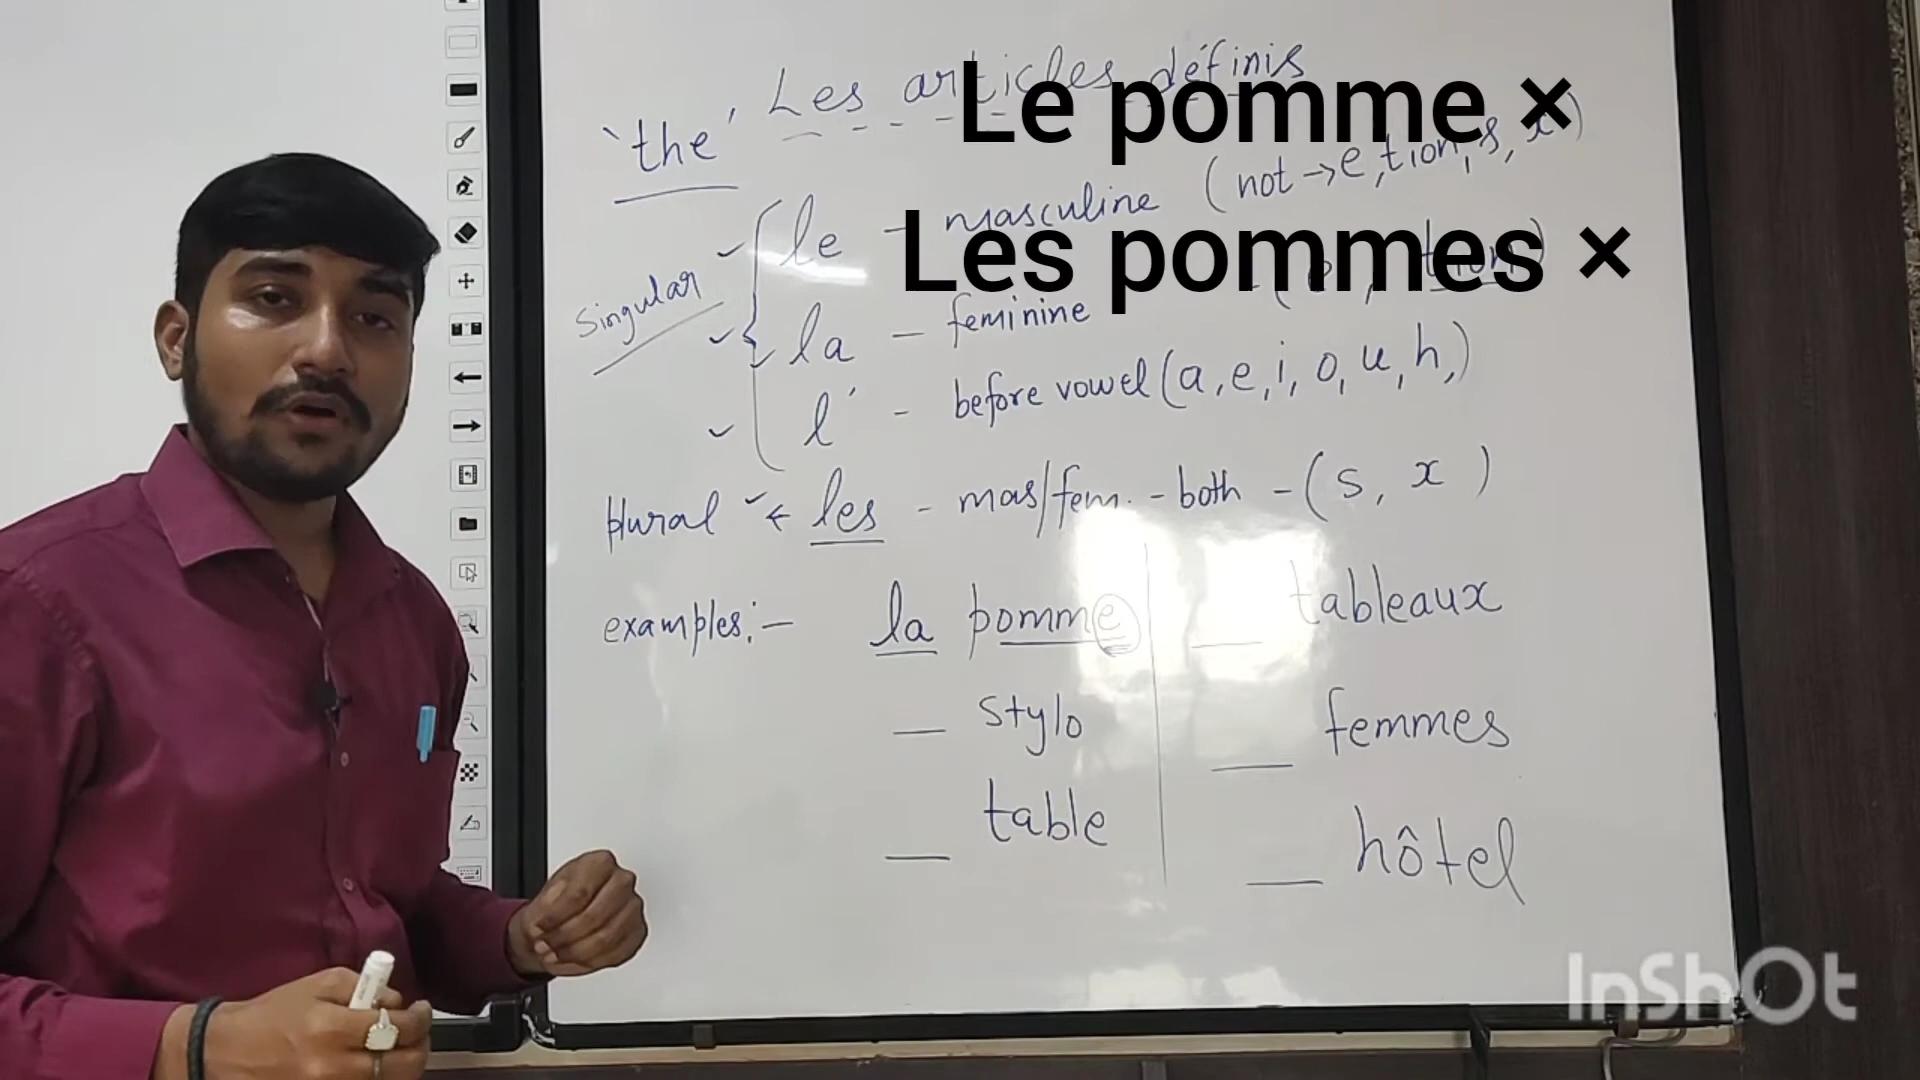 Les articles définis
Le pomme ×
'the'
le - masculine (not → e, tion, s, x)
Les pommes ×
Singular
la - feminine - (e, tion)
l' - before vowel (a, e, i, o, u, h,)
Plural ← les - mas/fem. - both - (s, x)
examples:- la pomme
__ tableaux
__ stylo
__ femmes
__ table
__ hôtel
InShOt